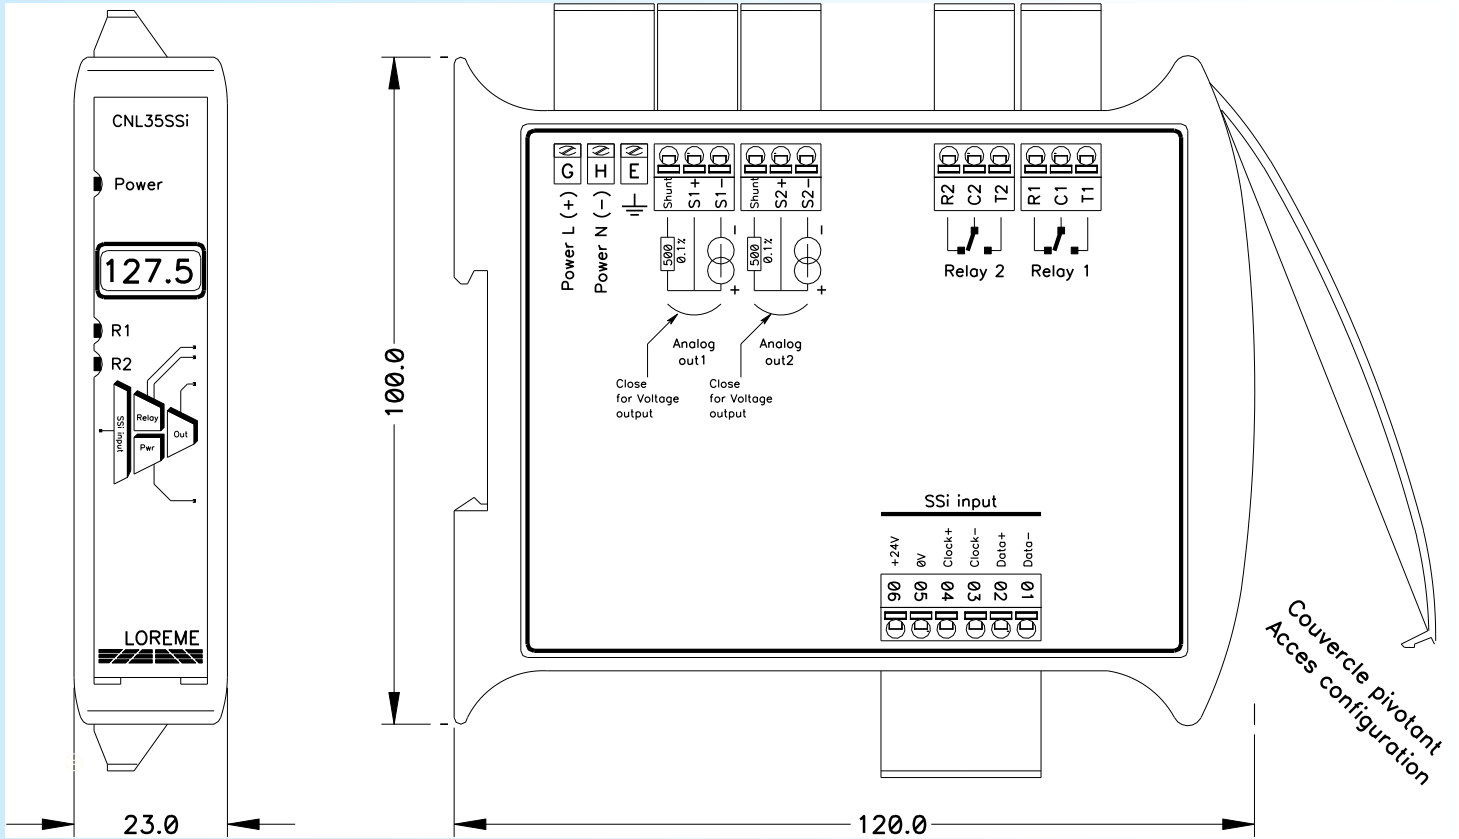 CNL35SSi
Power
127.5
R1
R2
SSi input
Relay
Pwr
Out
LOREME
23.0
100.0
G H E
Power L (+)
Power N (-)
Shunt S1+ S1-
Shunt S2+ S2-
500 0.1% - +
500 0.1% - +
Analog
out1
Analog
out2
Close
for Voltage
output
Close
for Voltage
output
R2 C2 T2
R1 C1 T1
Relay 2
Relay 1
SSi input
+24V 0V Clock+ Clock- Data+ Data-
06 05 04 03 02 01
Couvercle pivotant
Acces configuration
120.0